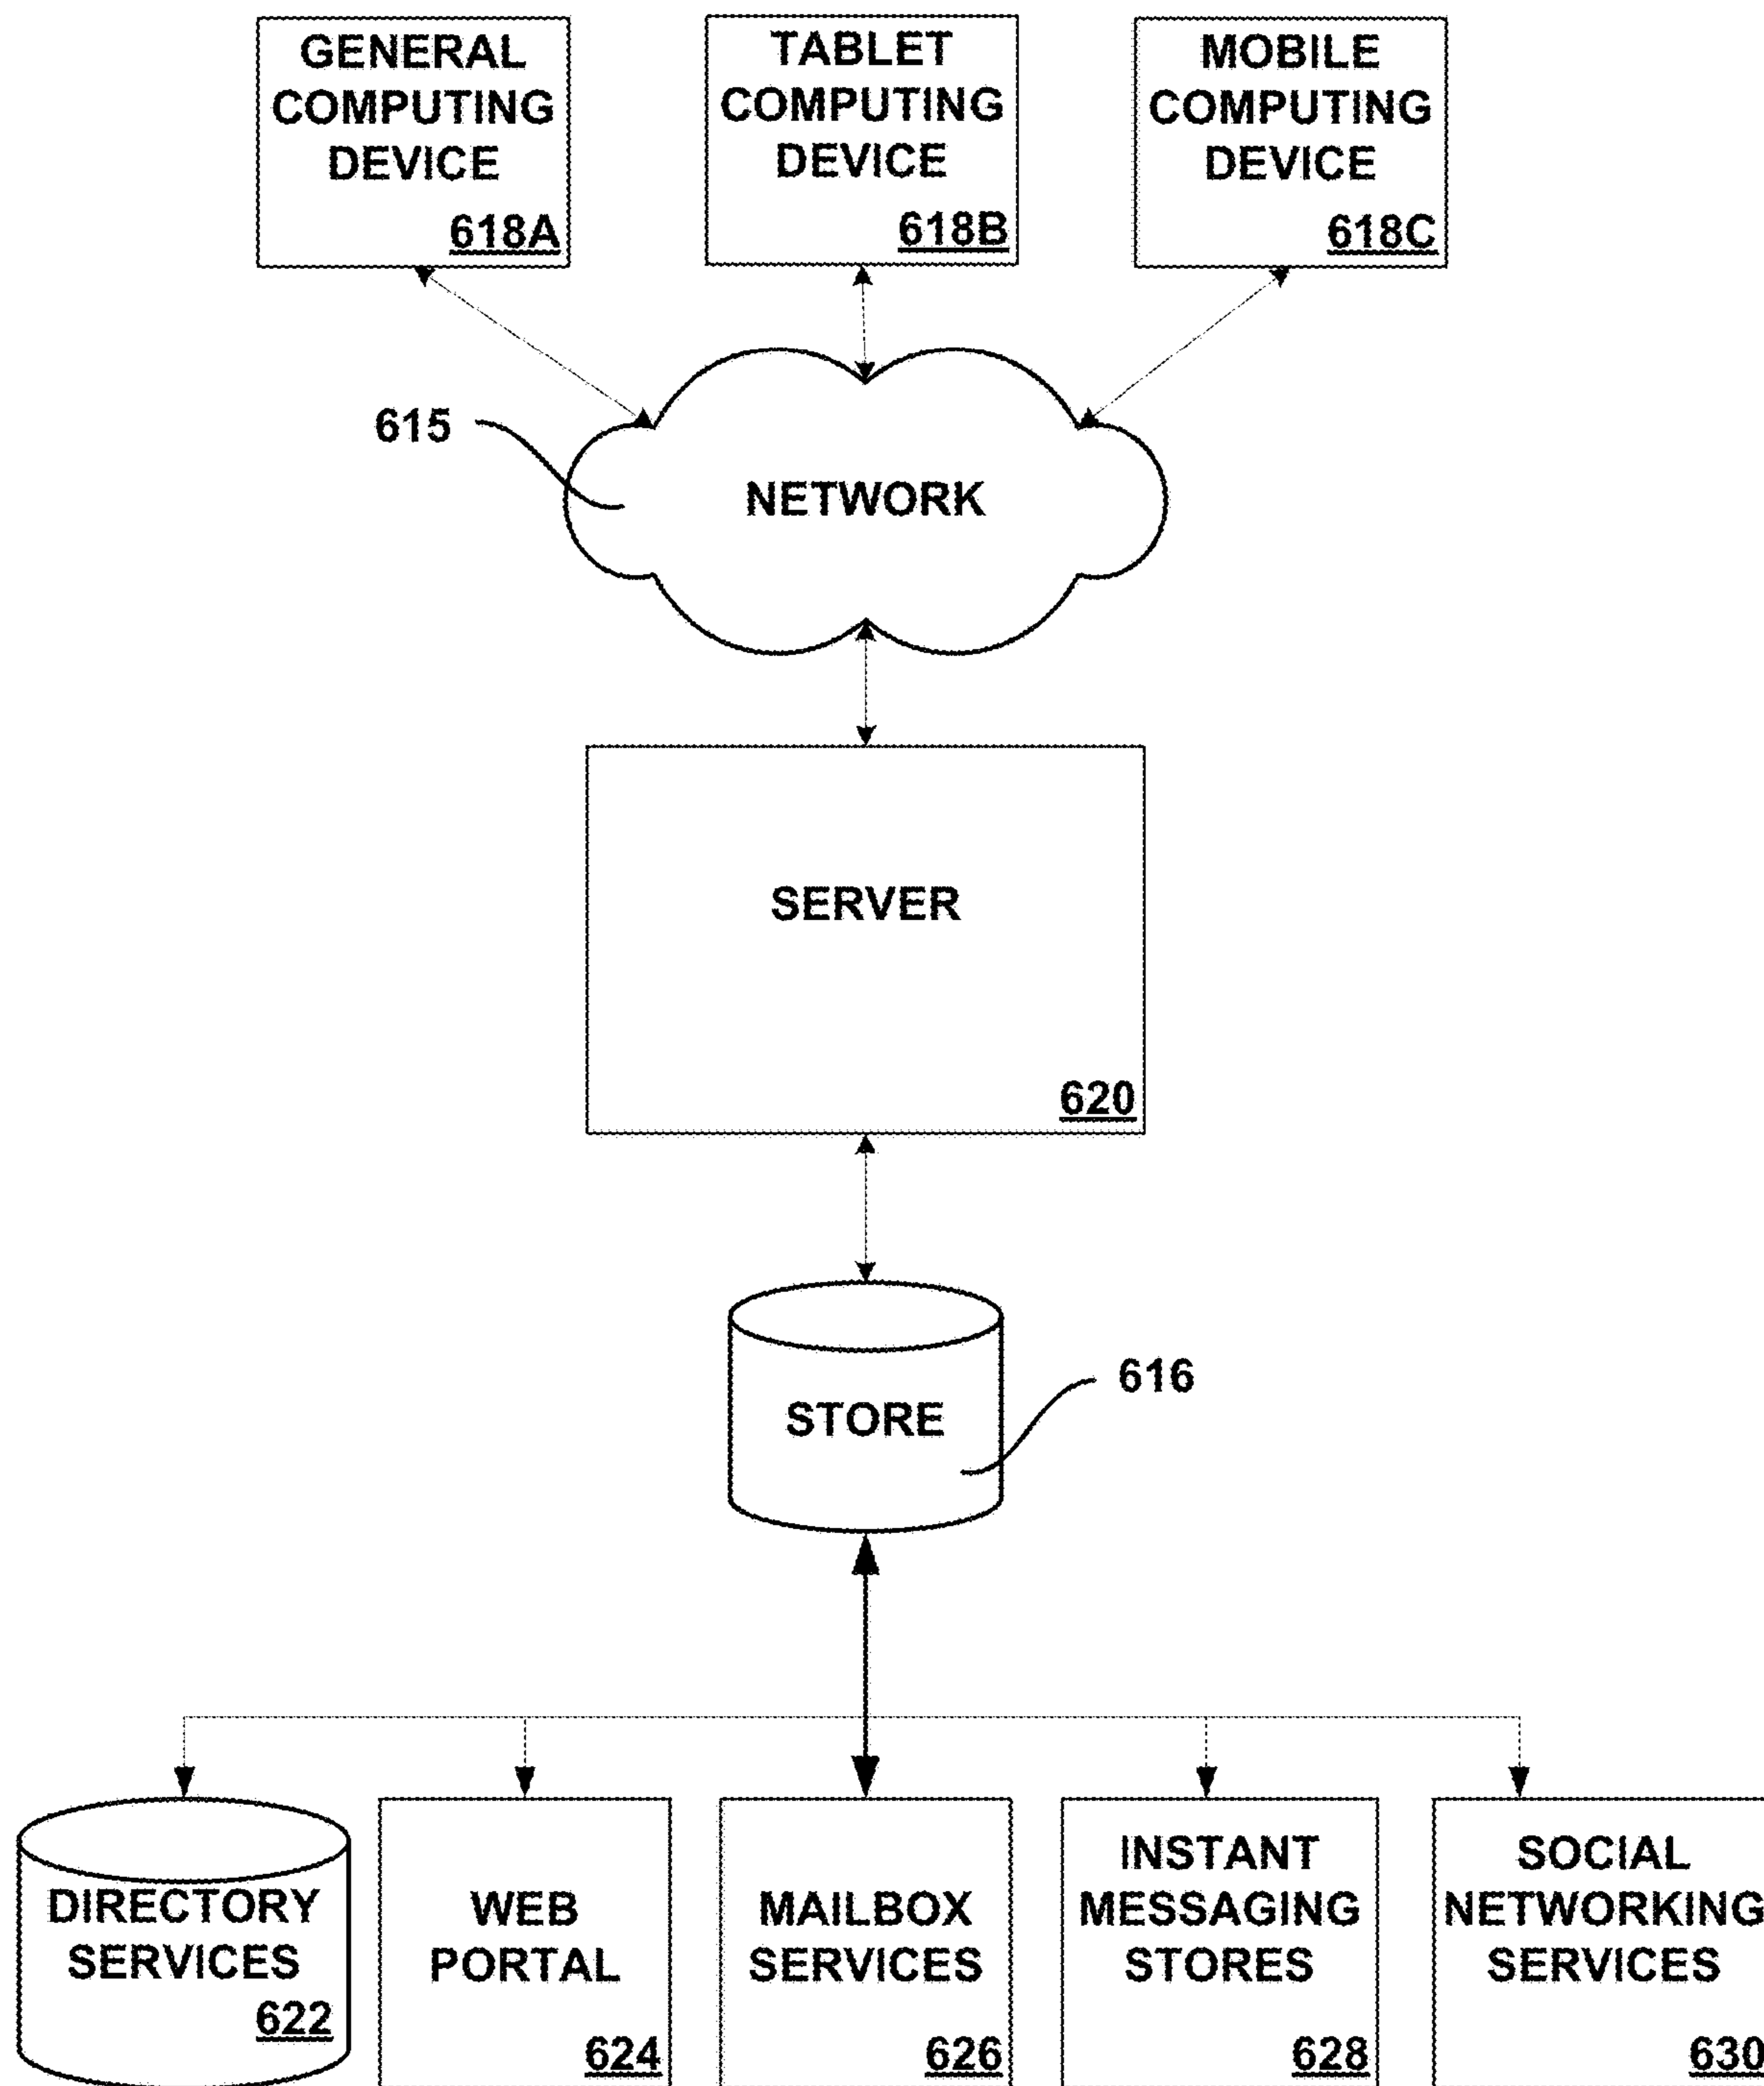 GENERAL
COMPUTING
DEVICE
618A
TABLET
COMPUTING
DEVICE
618B
MOBILE
COMPUTING
DEVICE
618C
615
NETWORK
SERVER
620
616
STORE
DIRECTORY
SERVICES
622
WEB
PORTAL
624
MAILBOX
SERVICES
626
INSTANT
MESSAGING
STORES
628
SOCIAL
NETWORKING
SERVICES
630